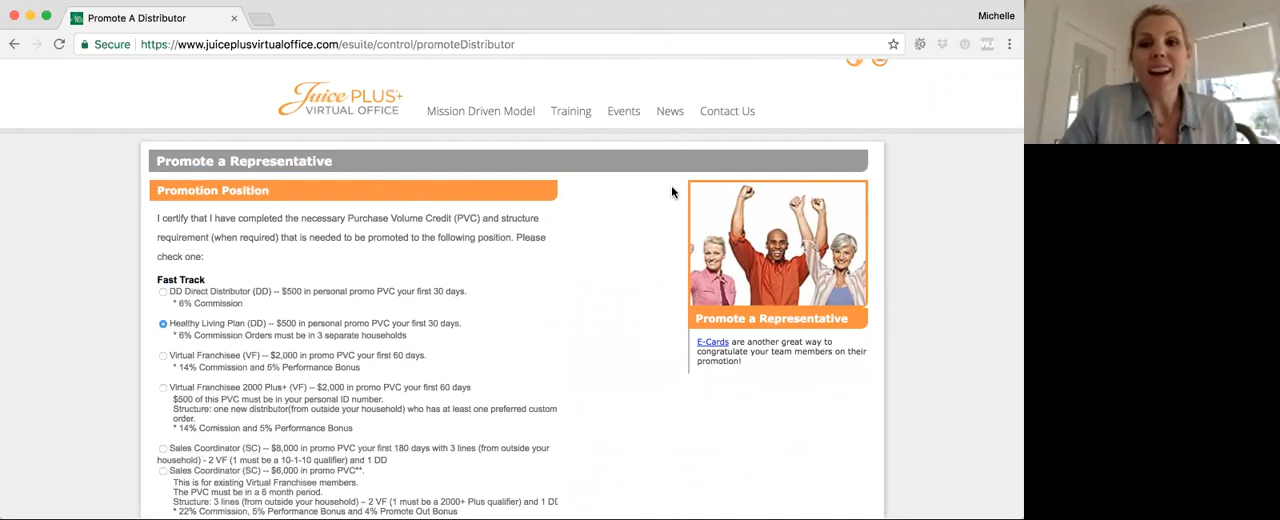 Promote A Distributor
Michelle
Secure https://www.juiceplusvirtualoffice.com/esuite/control/promoteDistributor
Juice PLUS+
VIRTUAL OFFICE
Mission Driven Model Training Events News Contact Us
Promote a Representative
Promotion Position
I certify that I have completed the necessary Purchase Volume Credit (PVC) and structure
requirement (when required) that is needed to be promoted to the following position. Please
check one:
Fast Track
DD Direct Distributor (DD) -- $500 in personal promo PVC your first 30 days.
* 6% Commission
Healthy Living Plan (DD) -- $500 in personal promo PVC your first 30 days.
* 6% Commission Orders must be in 3 separate households
Virtual Franchisee (VF) -- $2,000 in promo PVC your first 60 days.
* 14% Commission and 5% Performance Bonus
Virtual Franchisee 2000 Plus+ (VF) -- $2,000 in promo PVC your first 60 days
$500 of this PVC must be in your personal ID number.
Structure: one new distributor(from outside your household) who has at least one preferred custom
order.
* 14% Comission and 5% Performance Bonus
Sales Coordinator (SC) -- $8,000 in promo PVC your first 180 days with 3 lines (from outside your
household) - 2 VF (1 must be a 10-1-10 qualifier) and 1 DD
Sales Coordinator (SC) -- $6,000 in promo PVC**.
This is for existing Virtual Franchisee members.
The PVC must be in a 6 month period.
Structure: 3 lines (from outside your household) – 2 VF (1 must be a 2000+ Plus qualifier) and 1 DD
* 22% Commission, 5% Performance Bonus and 4% Promote Out Bonus
Promote a Representative
E-Cards are another great way to
congratulate your team members on their
promotion!